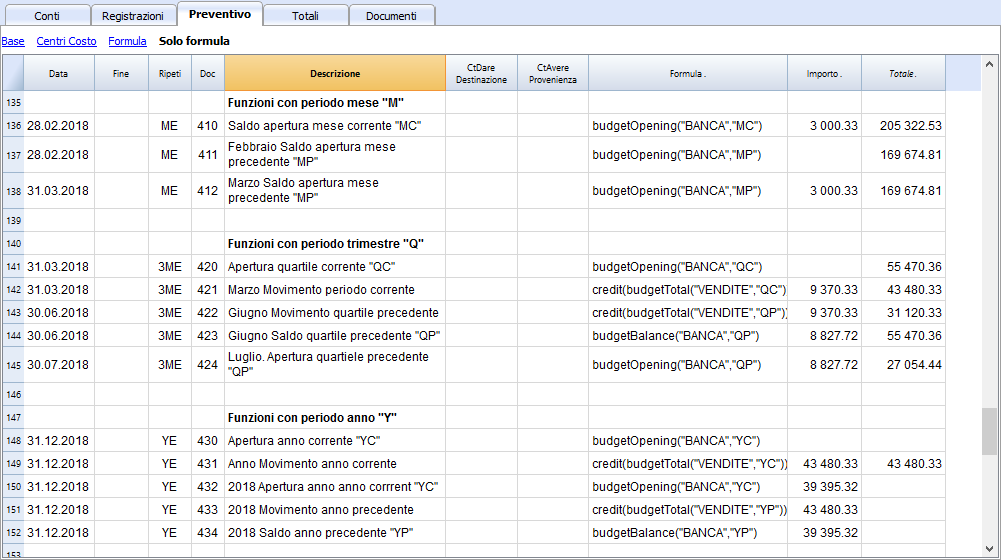 Conti Registrazioni Preventivo Totali Documenti
Base Centri Costo Formula Solo formula
Data Fine Ripeti Doc Descrizione CtDare Destinazione CtAvere Provenienza Formula . Importo . Totale .
135 Funzioni con periodo mese "M"
136 28.02.2018 ME 410 Saldo apertura mese corrente "MC" budgetOpening("BANCA","MC") 3 000.33 205 322.53
137 28.02.2018 ME 411 Febbraio Saldo apertura mese precedente "MP" budgetOpening("BANCA","MP") 169 674.81
138 31.03.2018 ME 412 Marzo Saldo apertura mese precedente "MP" budgetOpening("BANCA","MP") 3 000.33 169 674.81
139
140 Funzioni con periodo trimestre "Q"
141 31.03.2018 3ME 420 Apertura quartile corrente "QC" budgetOpening("BANCA","QC") 55 470.36
142 31.03.2018 3ME 421 Marzo Movimento periodo corrente credit(budgetTotal("VENDITE","QC") 9 370.33 43 480.33
143 30.06.2018 3ME 422 Giugno Movimento quartile precedente credit(budgetTotal("VENDITE","QP")) 9 370.33 31 120.33
144 30.06.2018 3ME 423 Giugno Saldo quartile precedente "QP" budgetBalance("BANCA","QP") 8 827.72 55 470.36
145 30.07.2018 3ME 424 Luglio. Apertura quartiele precedente "QP" budgetOpening("BANCA","QP") 8 827.72 27 054.44
146
147 Funzioni con periodo anno "Y"
148 31.12.2018 YE 430 Apertura anno corrente "YC" budgetOpening("BANCA","YC")
149 31.12.2018 YE 431 Anno Movimento anno corrente credit(budgetTotal("VENDITE","YC")) 43 480.33 43 480.33
150 31.12.2018 YE 432 2018 Apertura anno anno corrrent "YC" budgetOpening("BANCA","YC") 39 395.32
151 31.12.2018 YE 433 2018 Movimento anno precedente credit(budgetTotal("VENDITE","YP")) 43 480.33
152 31.12.2018 YE 434 2018 Saldo anno precedente "YP" budgetBalance("BANCA","YP") 39 395.32
153